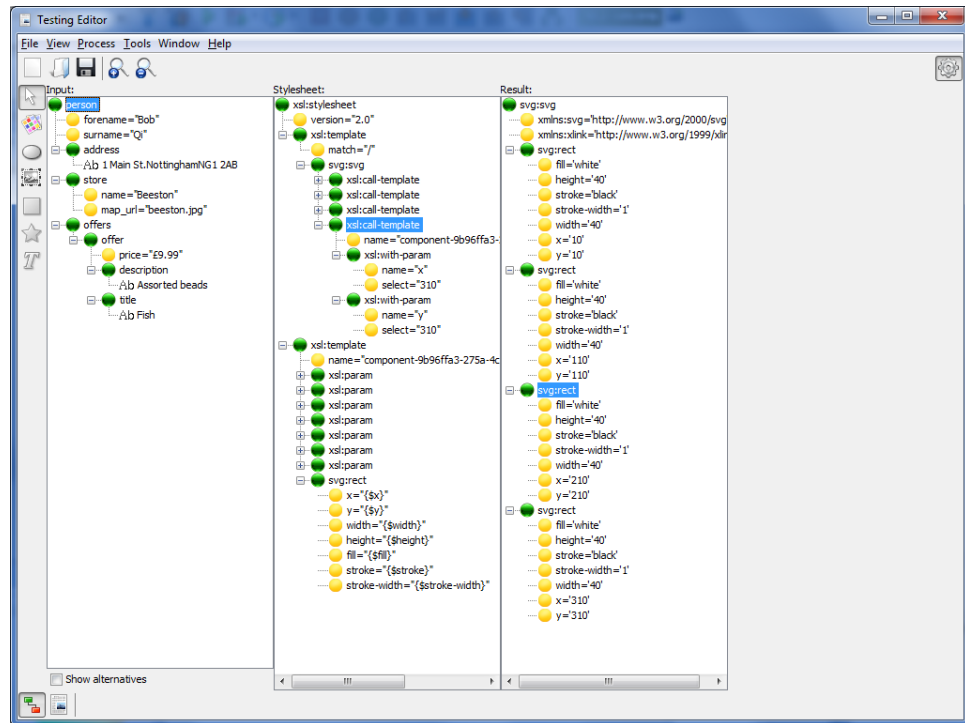 Testing Editor
File View Process Tools Window Help
Input:
person
forename="Bob"
surname="Qi"
address
Ab 1 Main St.NottinghamNG1 2AB
store
name="Beeston"
map_url="beeston.jpg"
offers
offer
price="£9.99"
description
Ab Assorted beads
title
Ab Fish
Show alternatives
Stylesheet:
xsl:stylesheet
version="2.0"
xsl:template
match="/"
svg:svg
xsl:call-template
xsl:call-template
xsl:call-template
xsl:call-template
name="component-9b96ffa3-
xsl:with-param
name="x"
select="310"
xsl:with-param
name="y"
select="310"
xsl:template
name="component-9b96ffa3-275a-4c
xsl:param
xsl:param
xsl:param
xsl:param
xsl:param
xsl:param
xsl:param
svg:rect
x="{$x}"
y="{$y}"
width="{$width}"
height="{$height}"
fill="{$fill}"
stroke="{$stroke}"
stroke-width="{$stroke-width}"
Result:
svg:svg
xmlns:svg='http://www.w3.org/2000/svg
xmlns:xlink='http://www.w3.org/1999/xlin
svg:rect
fill='white'
height='40'
stroke='black'
stroke-width='1'
width='40'
x='10'
y='10'
svg:rect
fill='white'
height='40'
stroke='black'
stroke-width='1'
width='40'
x='110'
y='110'
svg:rect
fill='white'
height='40'
stroke='black'
stroke-width='1'
width='40'
x='210'
y='210'
svg:rect
fill='white'
height='40'
stroke='black'
stroke-width='1'
width='40'
x='310'
y='310'